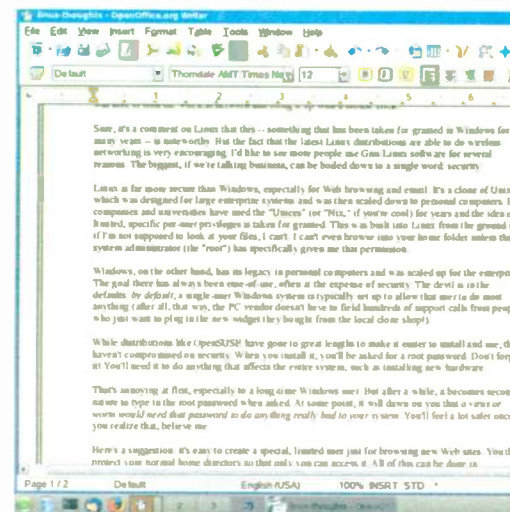 linux-thoughts - OpenOffice.org Writer
File Edit View Insert Format Table Tools Window Help
Default Thorndale AMT Times New 12
1 2 3 4 5 6
Sure, it's a comment on Linux that this -- something that has been taken for granted in Windows for
many years -- is noteworthy. But the fact that the latest Linux distributions are able to do wireless
networking is very encouraging. I'd like to see more people use Gnu Linux software for several
reasons. The biggest, if we're talking business, can be boiled down to a single word: security.
Linux is far more secure than Windows, especially for Web browsing and email. It's a clone of Unix
which was designed for large enterprise systems and was then scaled down to personal computers.
companies and universities have used the "Unices" (or "Nix," if you're cool) for years and the idea
limited, specific per-user privileges is taken for granted. This was built into Linux from the ground
if I'm not supposed to look at your files, I can't. I can't even browse into your home folder unless the
system administrator (the "root") has specifically given me that permission.
Windows, on the other hand, has its legacy in personal computers and was scaled up for the enterpr
The goal there has always been ease-of-use, often at the expense of security. The devil is in the
defaults. by default, a single-user Windows system is typically set up to allow that user to do most
anything (after all, that way, the PC vendor doesn't have to field hundreds of support calls from peop
who just want to plug in the new widget they bought from the local clone shop!).
While distributions like OpenSUSE have gone to great lengths to make it easier to install and use, th
haven't compromised on security. When you install it, you'll be asked for a root password. Don't forg
it! You'll need it to do anything that affects the entire system, such as installing new hardware.
That's annoying at first, especially to a long-time Windows user. But after a while, it becomes secon
nature to type in the root password when asked. At some point, it will dawn on you that a virus or
worm would need that password to do anything really bad to your system. You'll feel a lot safer once
you realize that, believe me.
Here's a suggestion: it's easy to create a special, limited user just for browsing new Web sites. You th
protect your normal home directory so that only you can access it. All of this can be done in
Page 1 / 2 Default English (USA) 100% INSRT STD *
2 3
linux-thoughts - OpenOf